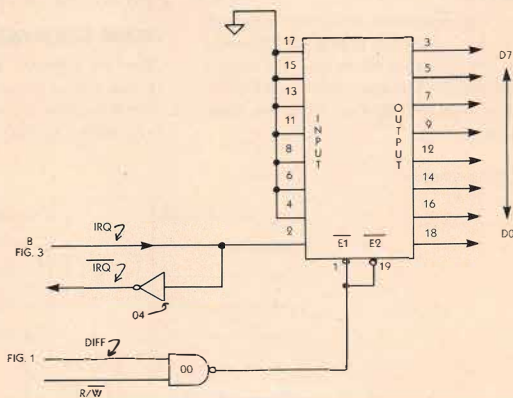 17
15
13
11
8
6
4
2
INPUT
OUTPUT
3
5
7
9
12
14
16
18
D7
D0
E1 E2
1
19
B
FIG. 3
IRQ
IRQ
04
FIG. 1
DIFF
00
R/W